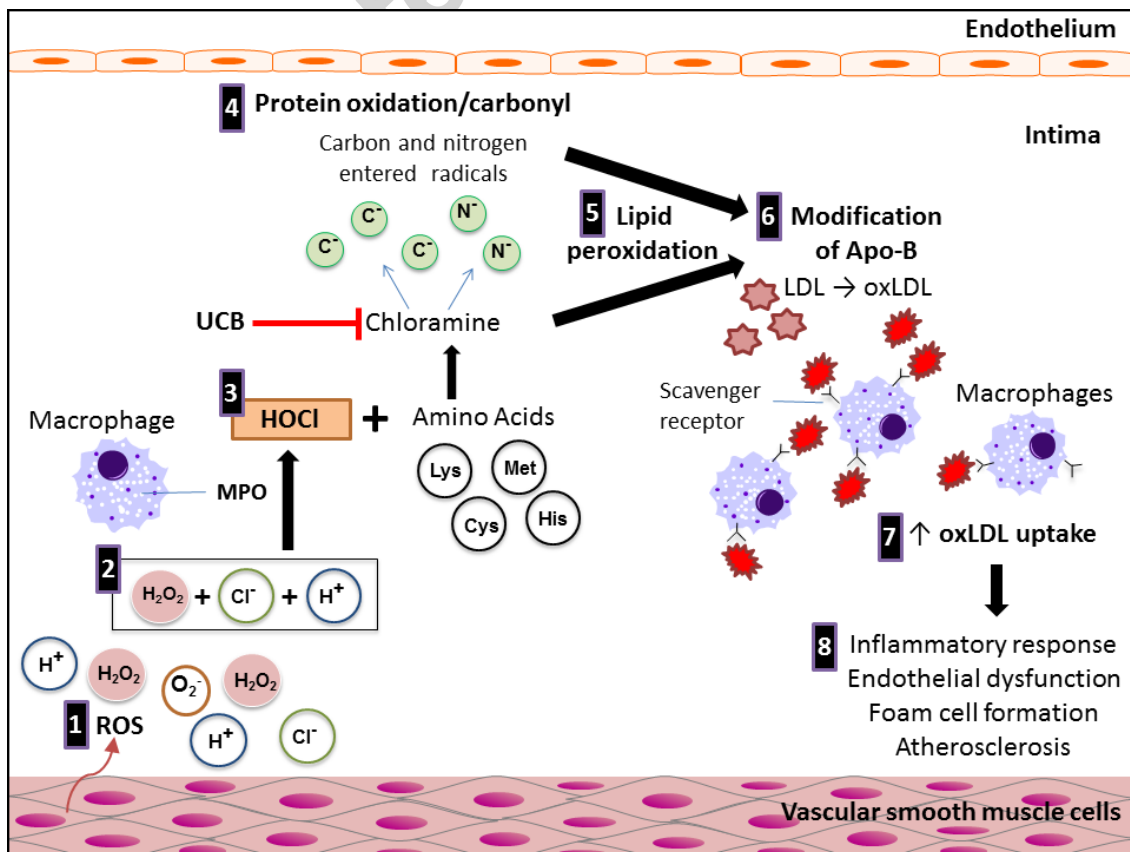 Endothelium
4 Protein oxidation/carbonyl
Carbon and nitrogen
entered radicals
Intima
C⁻
C⁻
C⁻
N⁻
N⁻
5 Lipid
peroxidation
6 Modification
of Apo-B
LDL → oxLDL
UCB
Chloramine
3
HOCl
+
Amino Acids
Lys
Met
Cys
His
Macrophage
MPO
Scavenger
receptor
Macrophages
7 ↑ oxLDL uptake
2
H₂O₂ + Cl⁻ + H⁺
H⁺
H₂O₂
O₂⁻
H₂O₂
H⁺
Cl⁻
1 ROS
8 Inflammatory response
Endothelial dysfunction
Foam cell formation
Atherosclerosis
Vascular smooth muscle cells